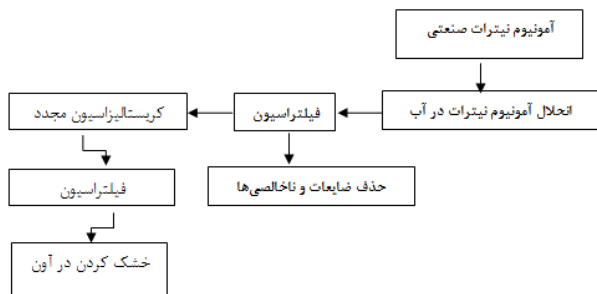 آمونیوم نیترات صنعتی
انحلال آمونیوم نیترات در آب
فیلتراسیون
کریستالیزاسیون مجدد
حذف ضایعات و ناخالصی‌ها
فیلتراسیون
خشک کردن در آون